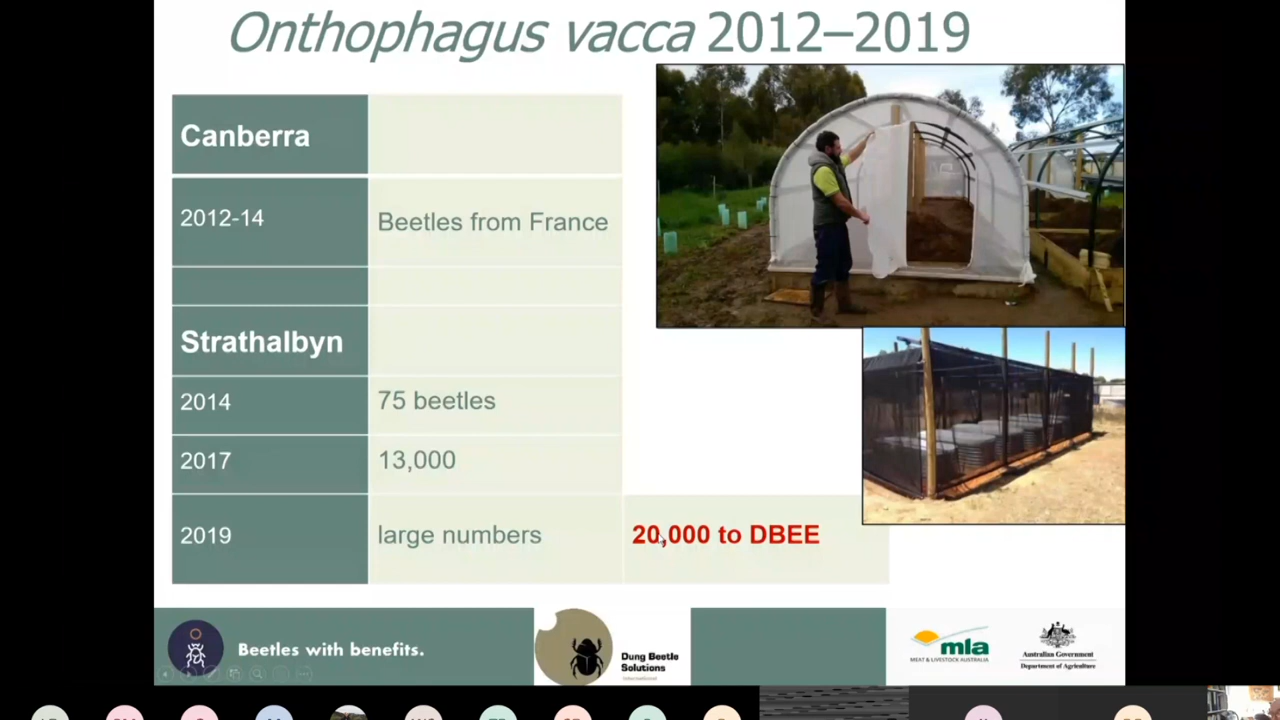 Onthophagus vacca 2012–2019
Canberra
2012-14 Beetles from France
Strathalbyn
2014 75 beetles
2017 13,000
2019 large numbers 20,000 to DBEE
Beetles with benefits.
Dung Beetle
Solutions
International
mla
MEAT & LIVESTOCK AUSTRALIA
Australian Government
Department of Agriculture